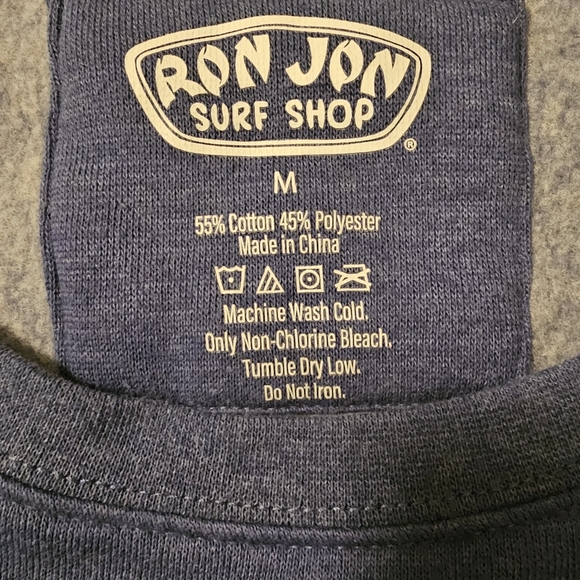 RON JON
SURF SHOP
®
M
55% Cotton 45% Polyester
Made in China
Machine Wash Cold.
Only Non-Chlorine Bleach.
Tumble Dry Low.
Do Not Iron.